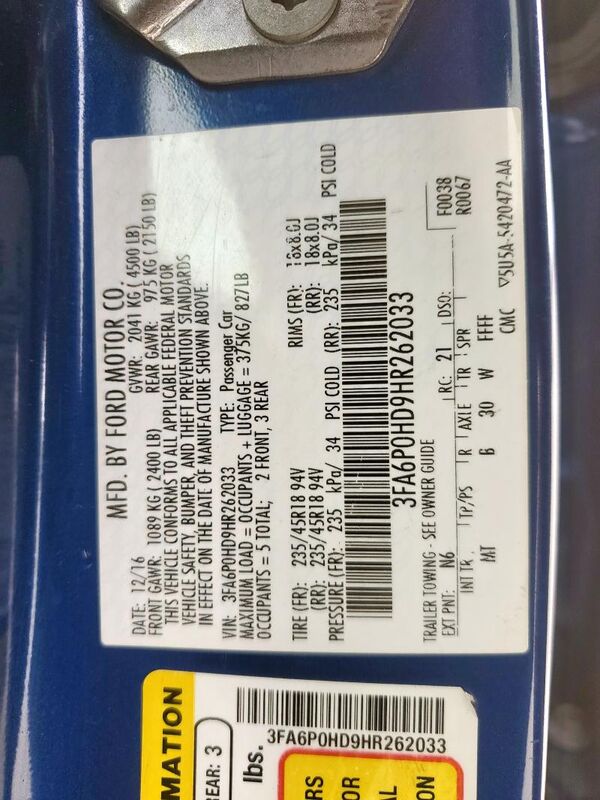 MFD. BY FORD MOTOR CO.
DATE: 12/16 GVWR: 2041 KG ( 4500 LB)
FRONT GAWR: 1089 KG ( 2400 LB) REAR GAWR: 975 KG ( 2150 LB)
THIS VEHICLE CONFORMS TO ALL APPLICABLE FEDERAL MOTOR
VEHICLE SAFETY, BUMPER, AND THEFT PREVENTION STANDARDS
IN EFFECT ON THE DATE OF MANUFACTURE SHOWN ABOVE.
VIN: 3FA6P0HD9HR262033 TYPE: Passenger Car
MAXIMUM LOAD = OCCUPANTS + LUGGAGE = 375KG/ 827LB
OCCUPANTS = 5 TOTAL: 2 FRONT, 3 REAR
TIRE (FR): 235/45R18 94V RIMS (FR): 18x8.0J
(RR): 235/45R18 94V (RR): 18x8.0J
PRESSURE (FR): 235 kPa/ 34 PSI COLD (RR): 235 kPa/ 34 PSI COLD
3FA6P0HD9HR262033
TRAILER TOWING - SEE OWNER GUIDE F0038
EXT PNT: N6 RC: 21 DSO: R0067
INT TR, TP/PS R AXLE TR SPR
MT B 30 W FFFF
CMC ▽5U5A-5420472-AA
MATION
REAR: 3
lbs.
3FA6P0HD9HR262033
RS
OR
AL
ON